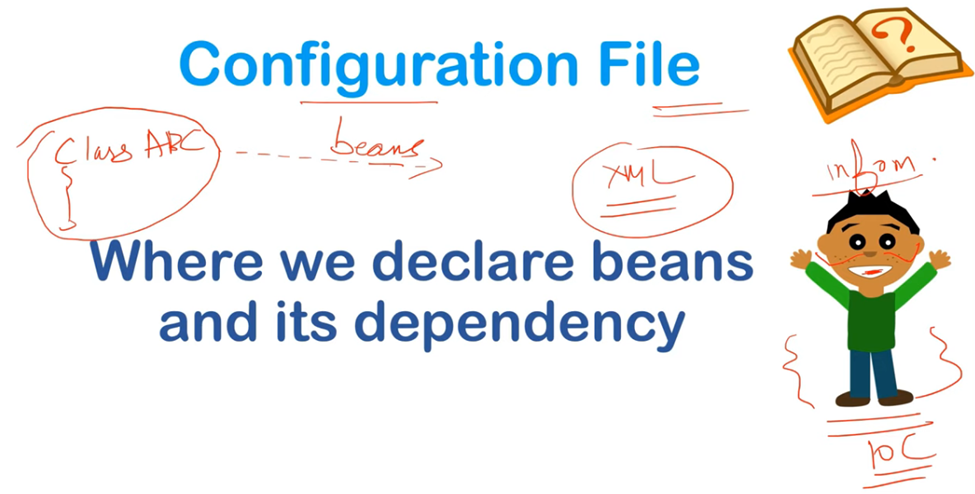 Configuration File
?
Class ABC
{
}
beans
XML
inform.
Where we declare beans
and its dependency
IOC